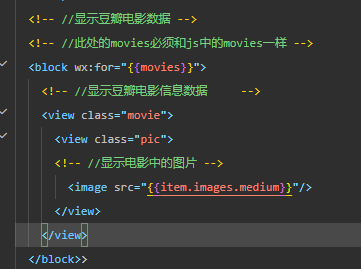 <!-- //显示豆瓣电影数据 -->
<!-- //此处的movies必须和js中的movies一样 -->
<block wx:for="{{movies}}">
<!-- //显示豆瓣电影信息数据 -->
<view class="movie">
<view class="pic">
<!-- //显示电影中的图片 -->
<image src="{{item.images.medium}}"/>
</view>
</view>
</block>>